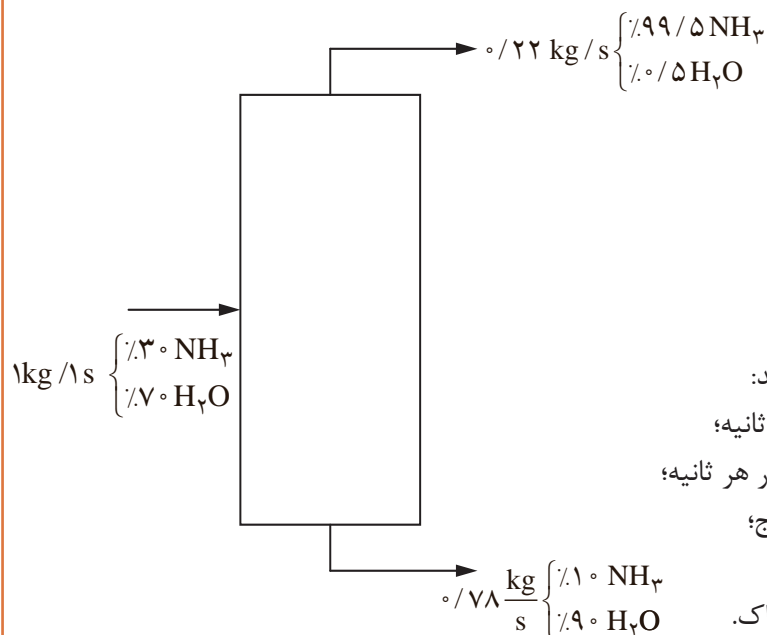 ۰/۲۲ kg/s { ٪۹۹/۵ NH۳
٪۰/۵ H۲O
۱kg /۱ s { ٪۳۰ NH۳
٪۷۰ H۲O
د:
ثانیه؛
ر هر ثانیه؛
ج؛
اک.
۰/۷۸ kg/s { ٪۱۰ NH۳
٪۹۰ H۲O